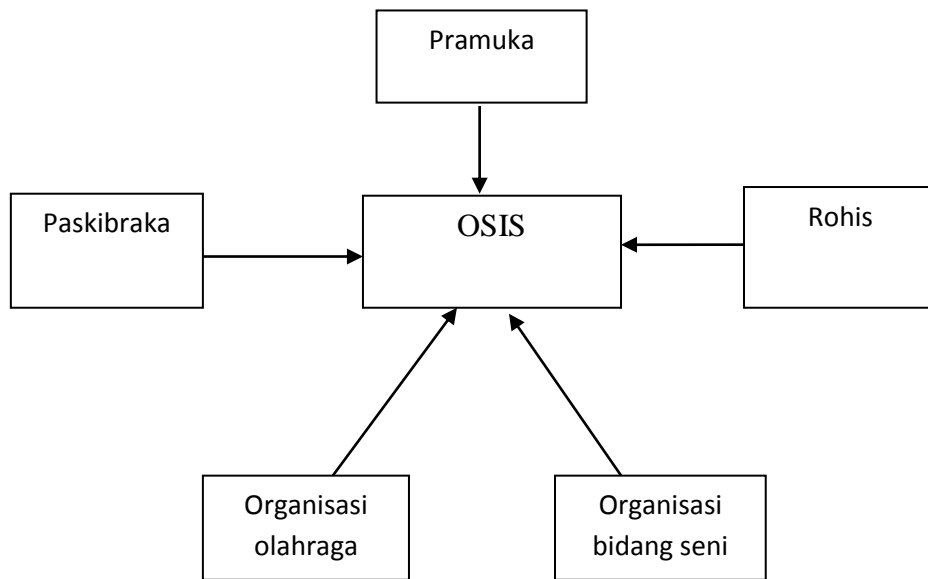 Pramuka
Paskibraka
OSIS
Rohis
Organisasi
olahraga
Organisasi
bidang seni